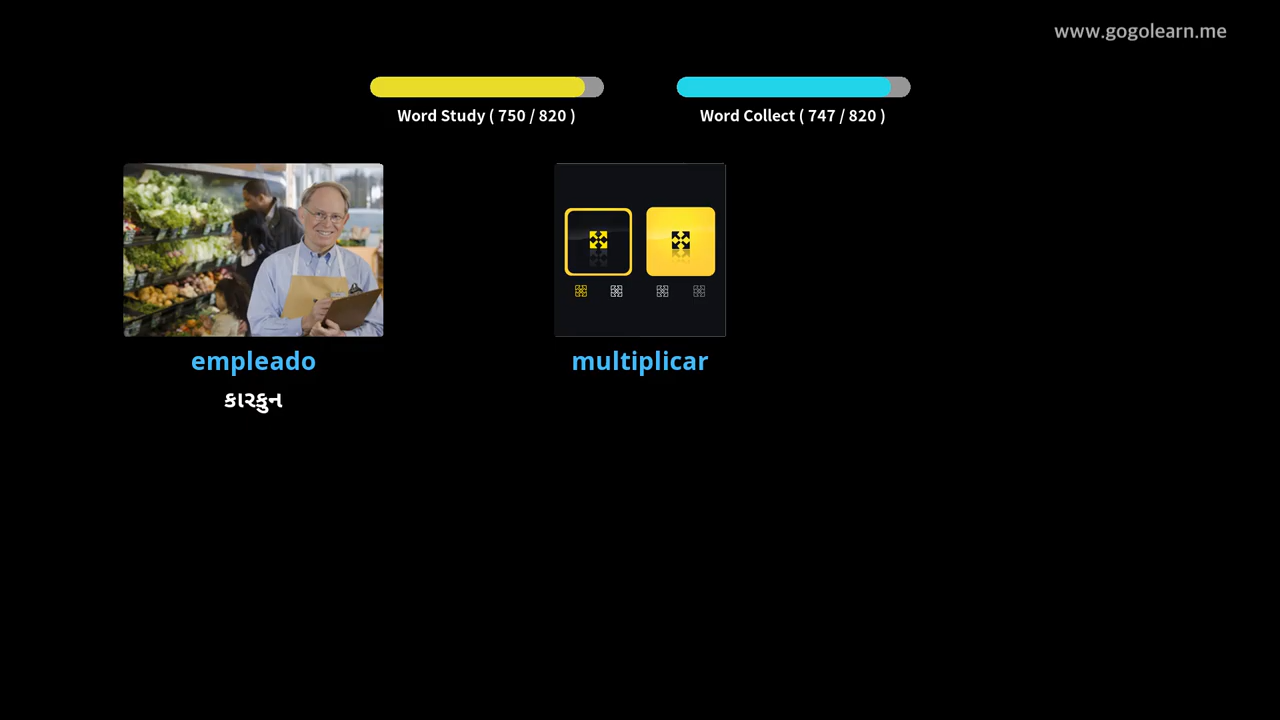 www.gogolearn.me
Word Study ( 750 / 820 )
Word Collect ( 747 / 820 )
empleado
multiplicar
કારકુન